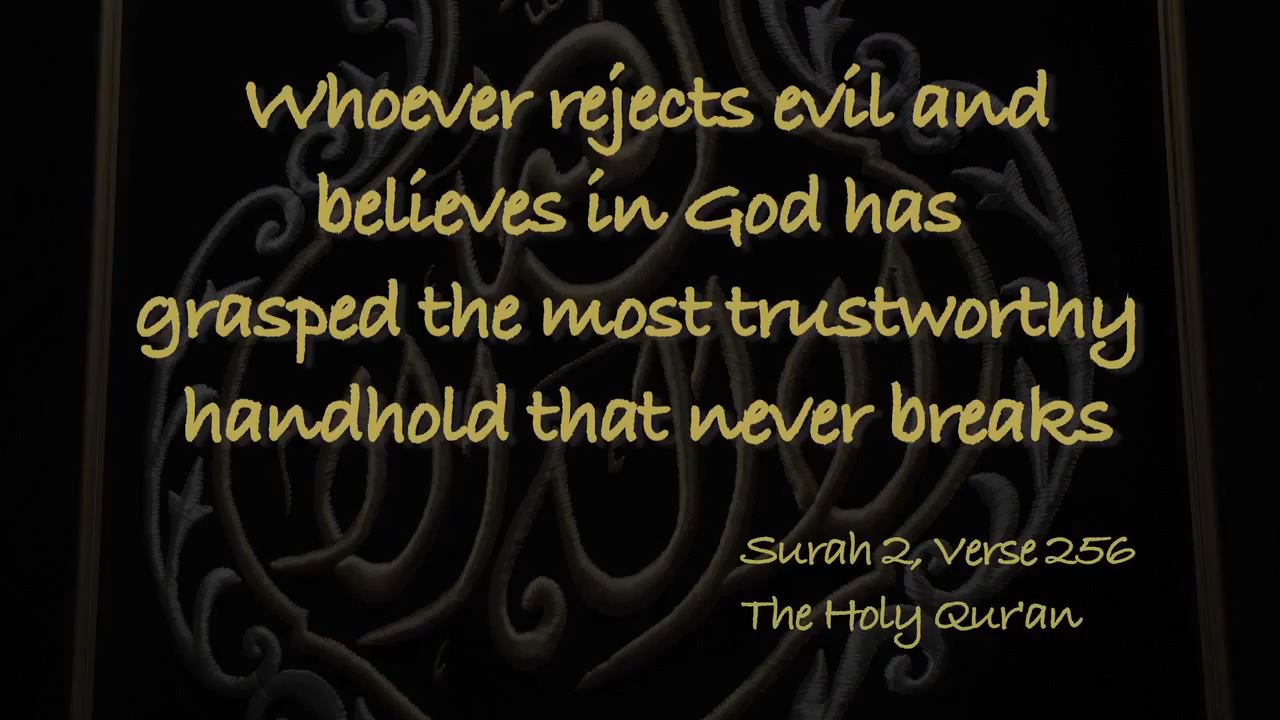 Whoever rejects evil and
believes in God has
grasped the most trustworthy
handhold that never breaks
Surah 2, Verse 256
The Holy Qur'an